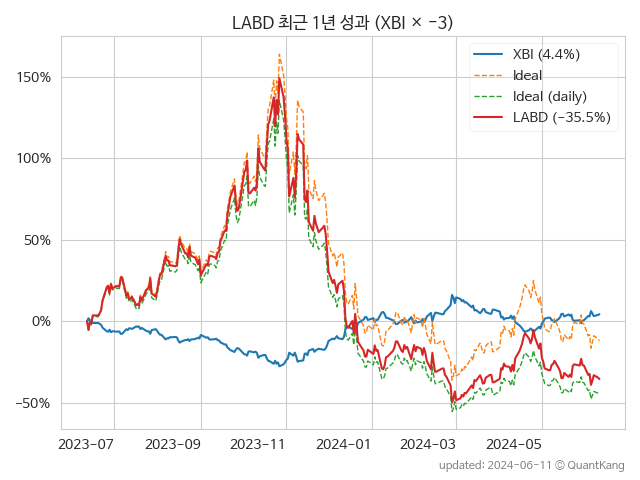 LABD 최근 1년 성과 (XBI × −3)
XBI (4.4%)
Ideal
Ideal (daily)
LABD (−35.5%)
150%
100%
50%
0%
−50%
2023-07 2023-09 2023-11 2024-01 2024-03 2024-05
updated: 2024-06-11 © QuantKang